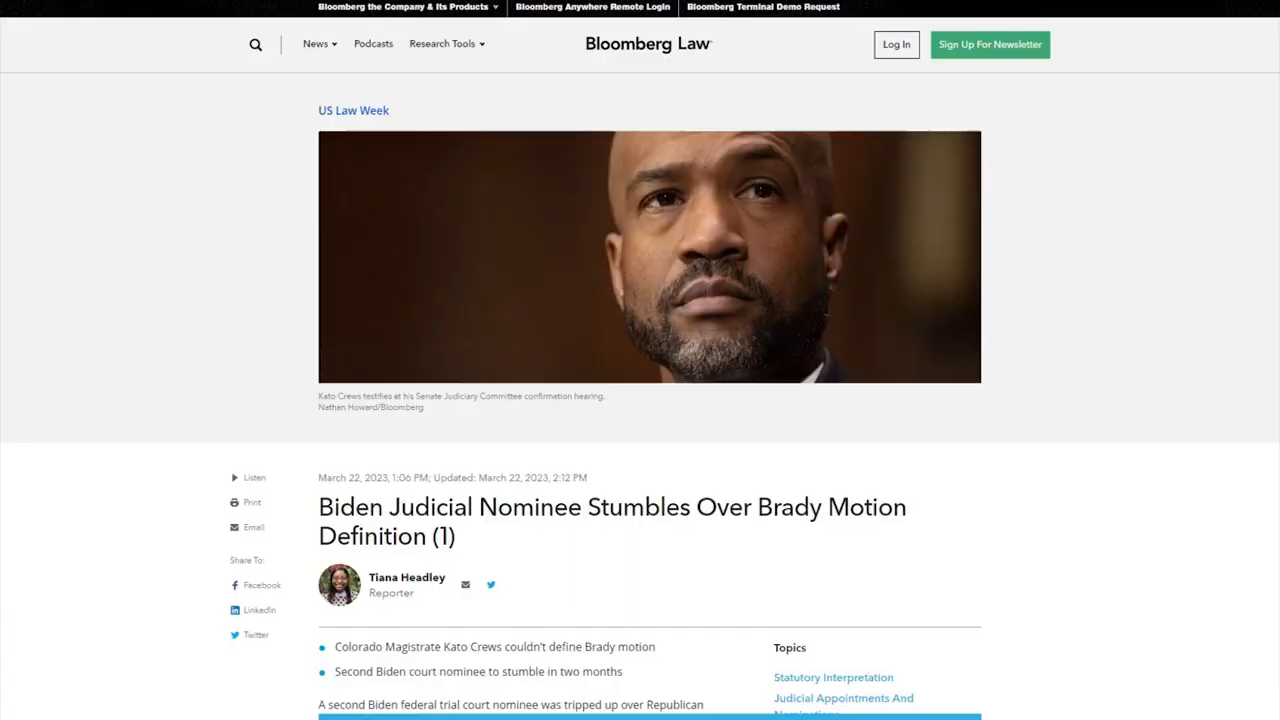 Bloomberg the Company & Its Products
Bloomberg Anywhere Remote Login
Bloomberg Terminal Demo Request
News
Podcasts
Research Tools
Bloomberg Law
Log In
Sign Up For Newsletter
US Law Week
Kato Crews testifies at his Senate Judiciary Committee confirmation hearing.
Nathan Howard/Bloomberg
Listen
Print
Email
Share To:
Facebook
LinkedIn
Twitter
March 22, 2023, 1:06 PM; Updated: March 22, 2023, 2:12 PM
Biden Judicial Nominee Stumbles Over Brady Motion
Definition (1)
Tiana Headley
Reporter
Colorado Magistrate Kato Crews couldn't define Brady motion
Second Biden court nominee to stumble in two months
A second Biden federal trial court nominee was tripped up over Republican
Topics
Statutory Interpretation
Judicial Appointments And